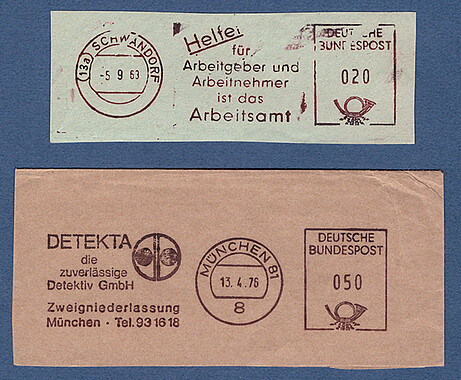 (13a) SCHWANDORF
-5.9.63
Helfer
für
Arbeitgeber und
Arbeitnehmer
ist das
Arbeitsamt
DEUTSCHE
BUNDESPOST
020
DETEKTA
die
zuverlässige
Detektiv GmbH
Zweigniederlassung
München · Tel. 93 16 18
MÜNCHEN 81
13.4.76
8
DEUTSCHE
BUNDESPOST
050